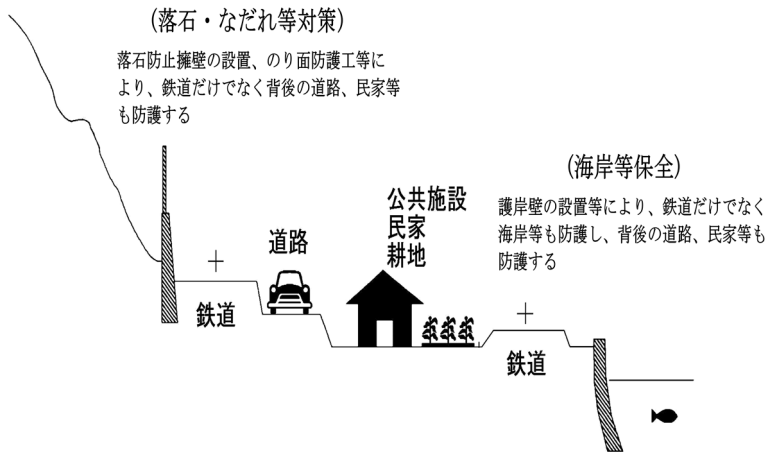 (落石・なだれ等対策)
落石防止擁壁の設置、のり面防護工等に
より、鉄道だけでなく背後の道路、民家等
も防護する
(海岸等保全)
護岸壁の設置等により、鉄道だけでなく
海岸等も防護し、背後の道路、民家等も
防護する
公共施設
民家
耕地
道路
鉄道
鉄道